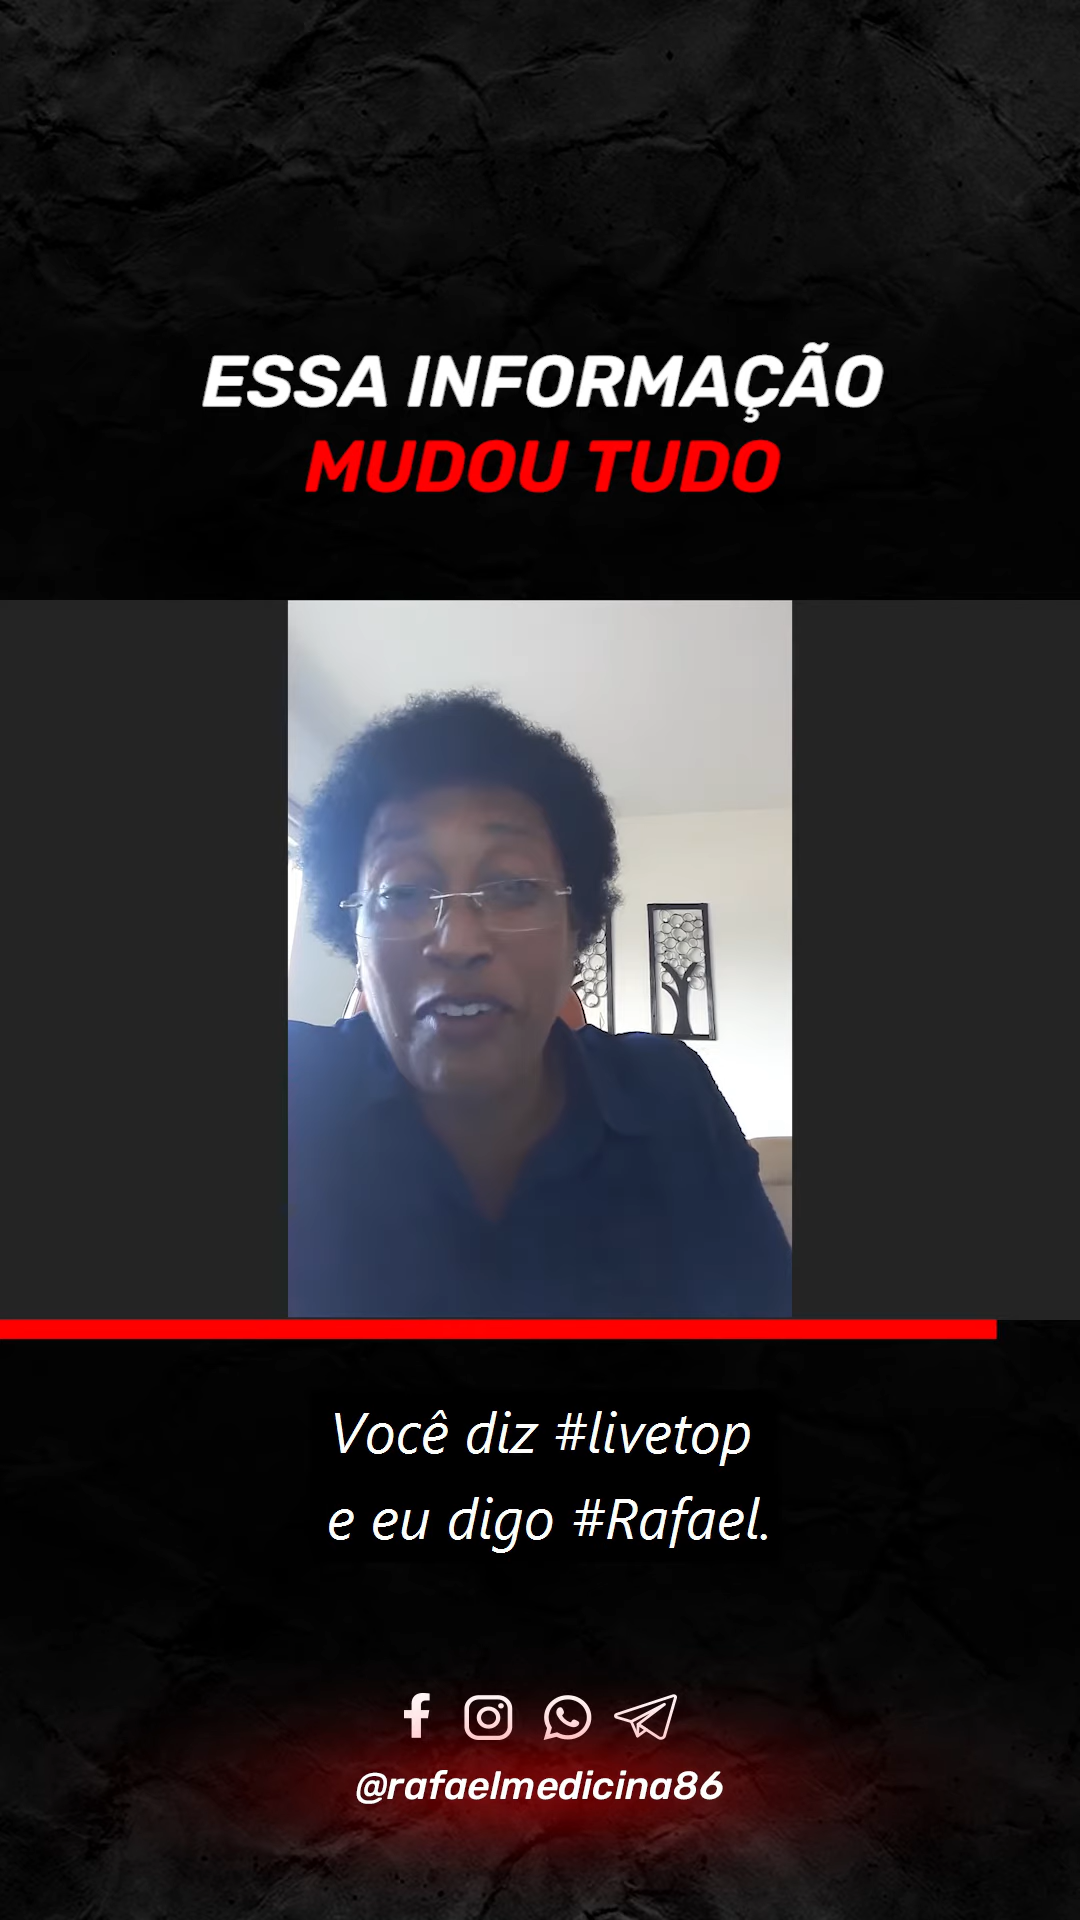 ESSA INFORMAÇÃO
MUDOU TUDO
Você diz #livetop
e eu digo #Rafael.
@rafaelmedicina86